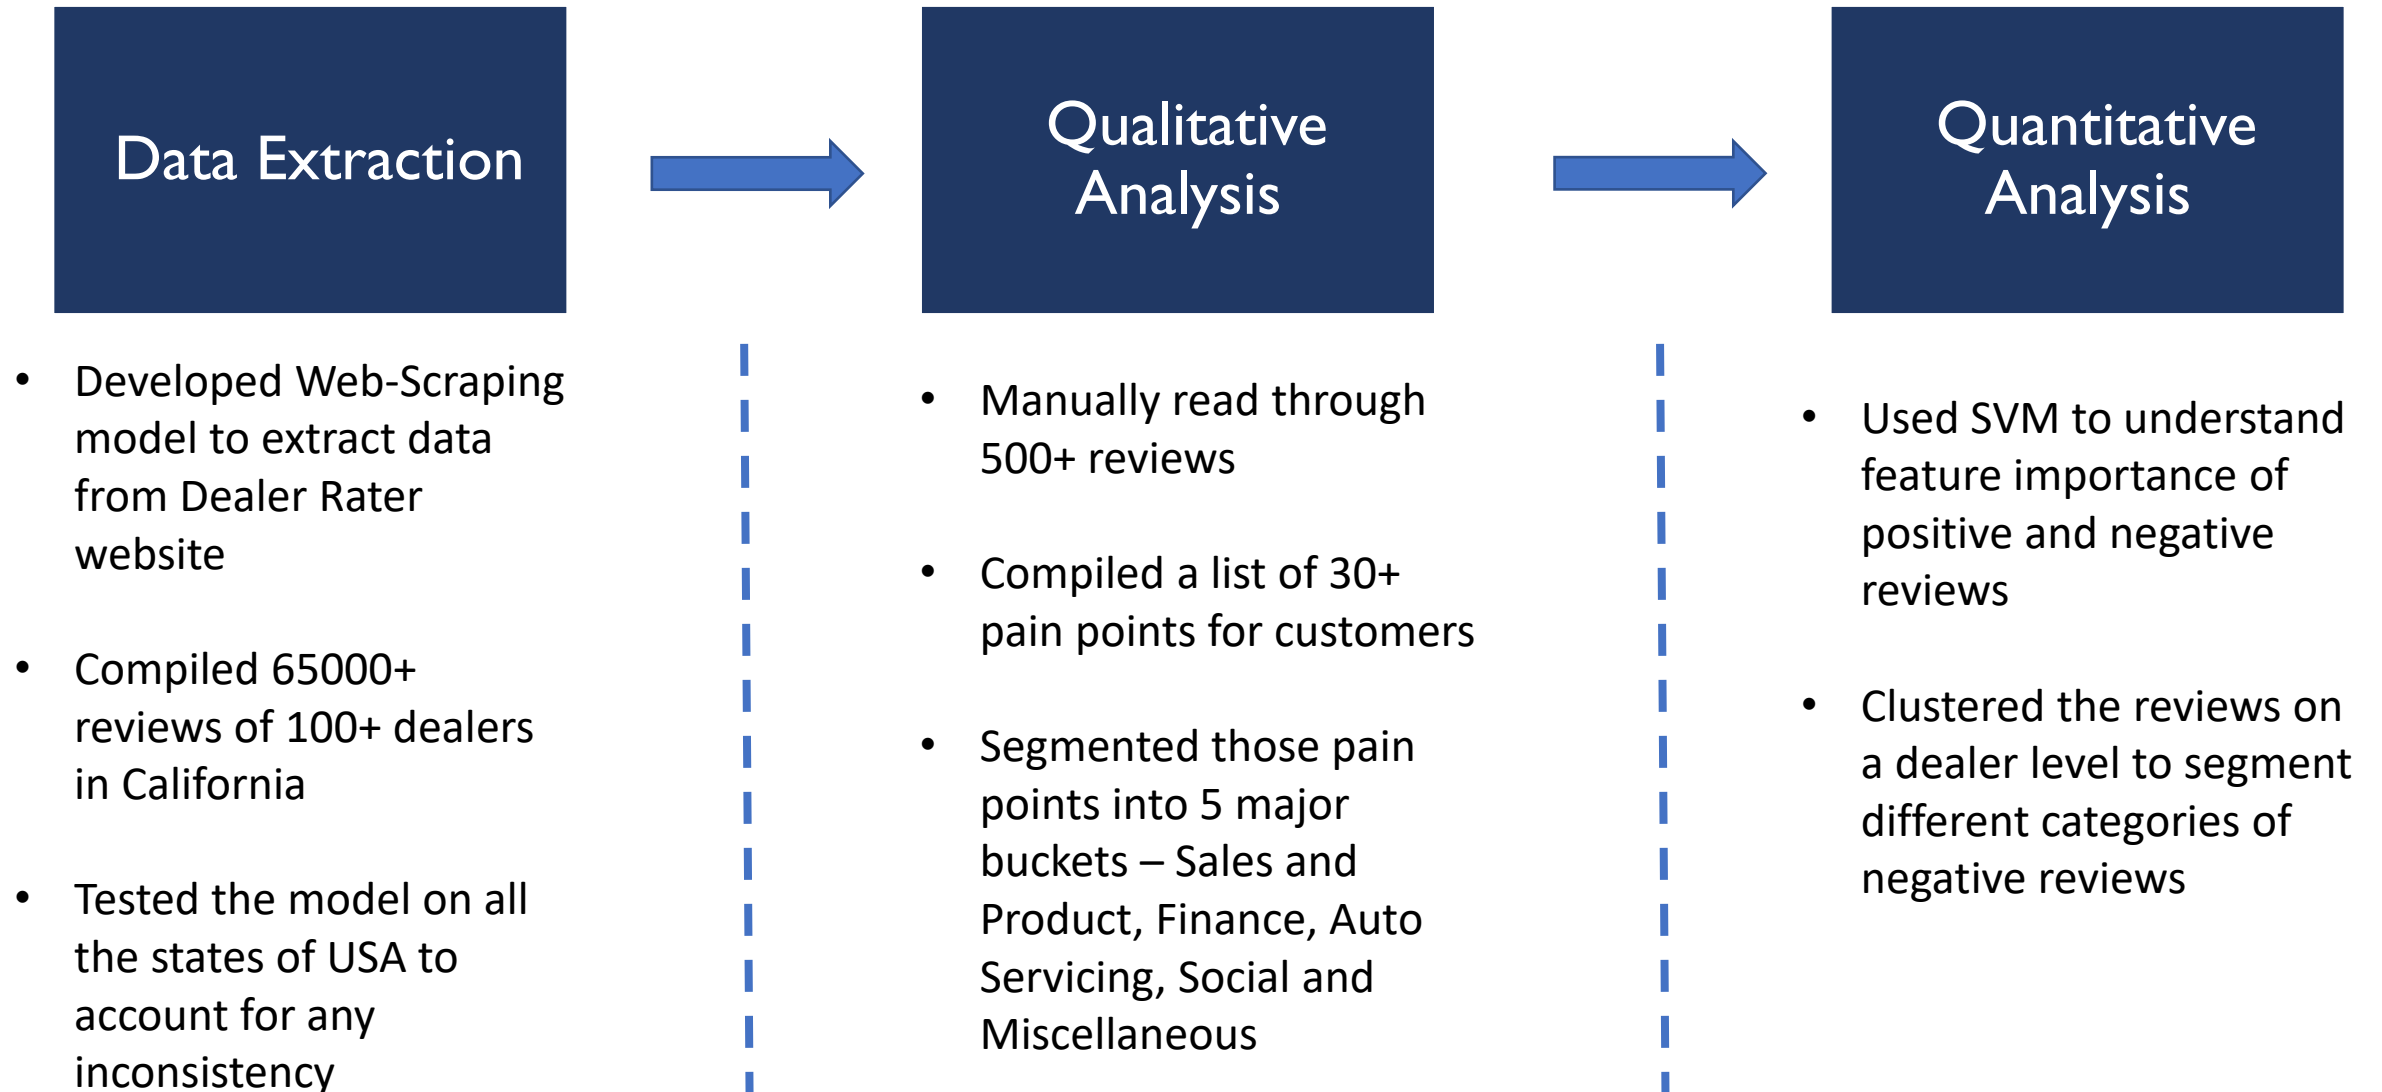 Data Extraction
• Developed Web-Scraping
model to extract data
from Dealer Rater
website
• Compiled 65000+
reviews of 100+ dealers
in California
• Tested the model on all
the states of USA to
account for any
inconsistency
Qualitative
Analysis
• Manually read through
500+ reviews
• Compiled a list of 30+
pain points for customers
• Segmented those pain
points into 5 major
buckets – Sales and
Product, Finance, Auto
Servicing, Social and
Miscellaneous
Quantitative
Analysis
• Used SVM to understand
feature importance of
positive and negative
reviews
• Clustered the reviews on
a dealer level to segment
different categories of
negative reviews